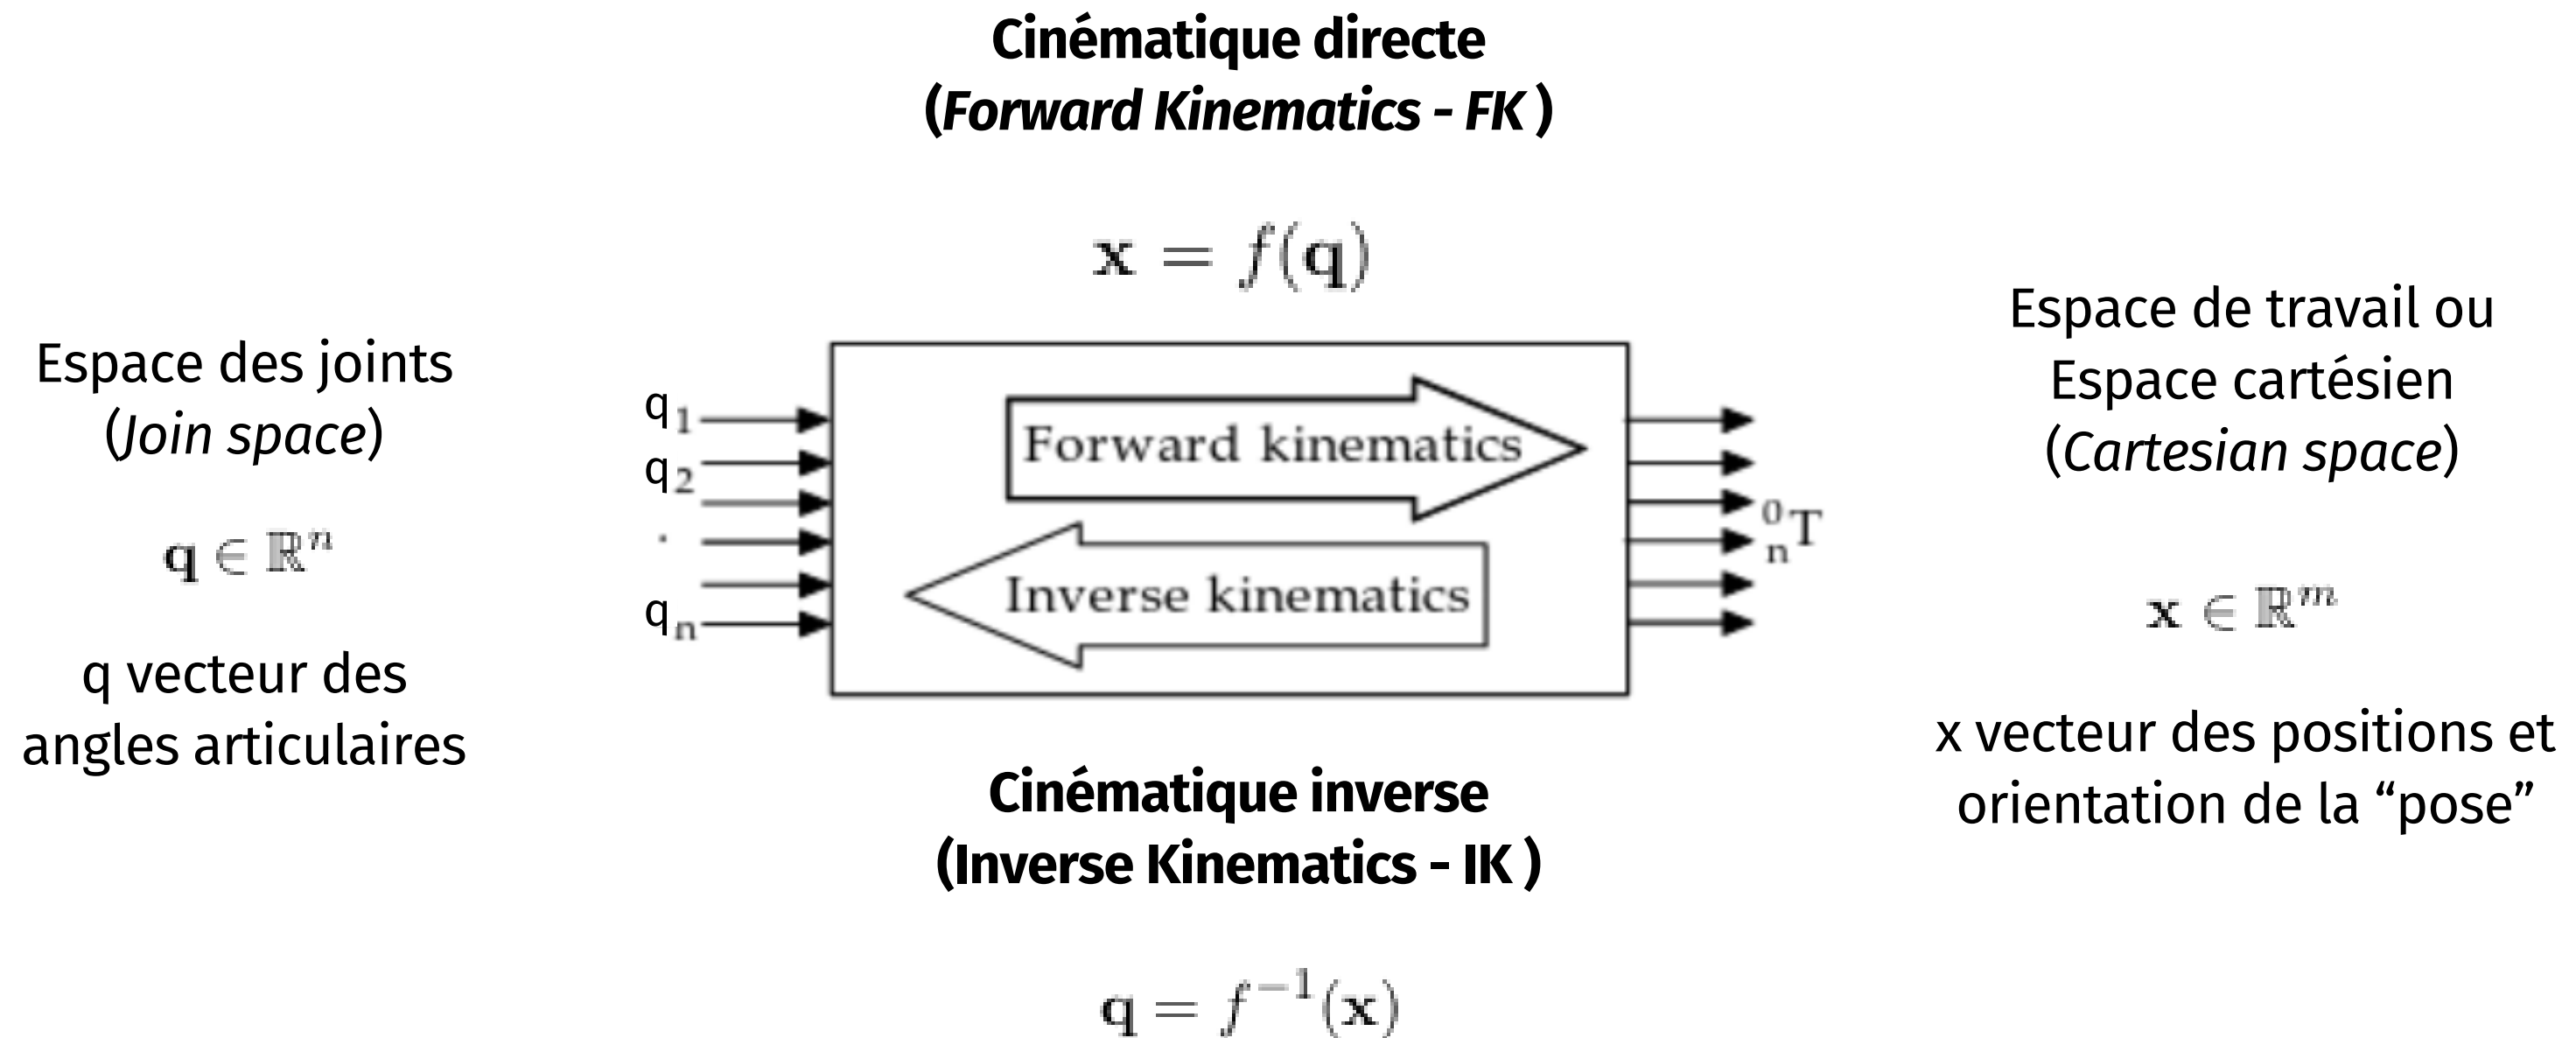 Cinématique directe
(Forward Kinematics - FK )
x = f(q)
Espace des joints
(Join space)
q ∈ ℝⁿ
q vecteur des
angles articulaires
q₁
q₂
.
qₙ
Forward kinematics
Inverse kinematics
⁰ₙT
Espace de travail ou
Espace cartésien
(Cartesian space)
x ∈ ℝᵐ
x vecteur des positions et
orientation de la “pose”
Cinématique inverse
(Inverse Kinematics - IK )
q = f⁻¹(x)